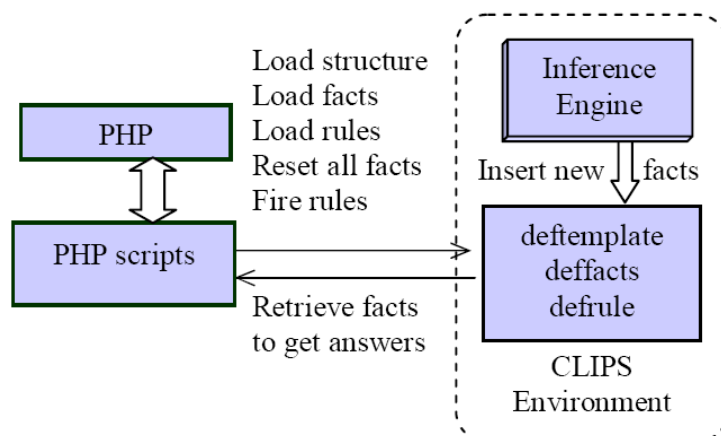 PHP
PHP scripts
Load structure
Load facts
Load rules
Reset all facts
Fire rules
Retrieve facts
to get answers
Inference
Engine
Insert new facts
deftemplate
deffacts
defrule
CLIPS
Environment